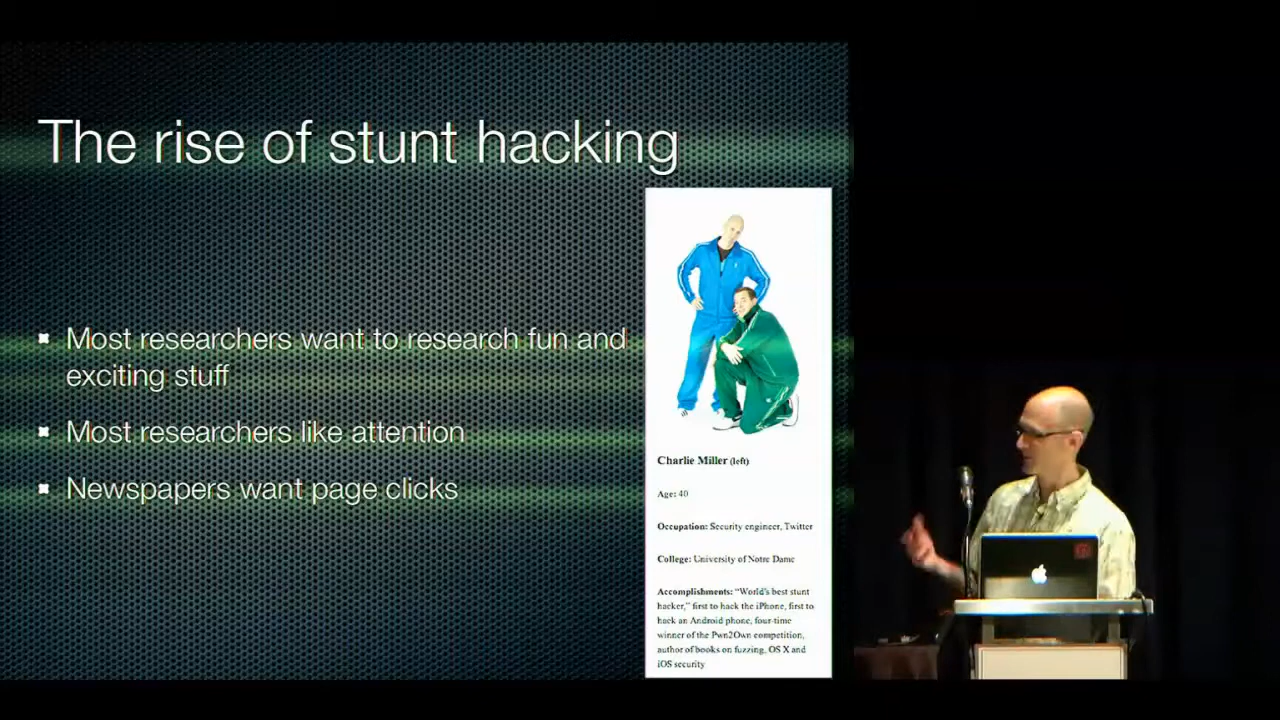 The rise of stunt hacking
Most researchers want to research fun and
exciting stuff
Most researchers like attention
Newspapers want page clicks
Charlie Miller (left)
Age: 40
Occupation: Security engineer, Twitter
College: University of Notre Dame
Accomplishments: “World's best stunt
hacker,” first to hack the iPhone, first to
hack an Android phone, four-time
winner of the Pwn2Own competition,
author of books on fuzzing, OS X and
iOS security